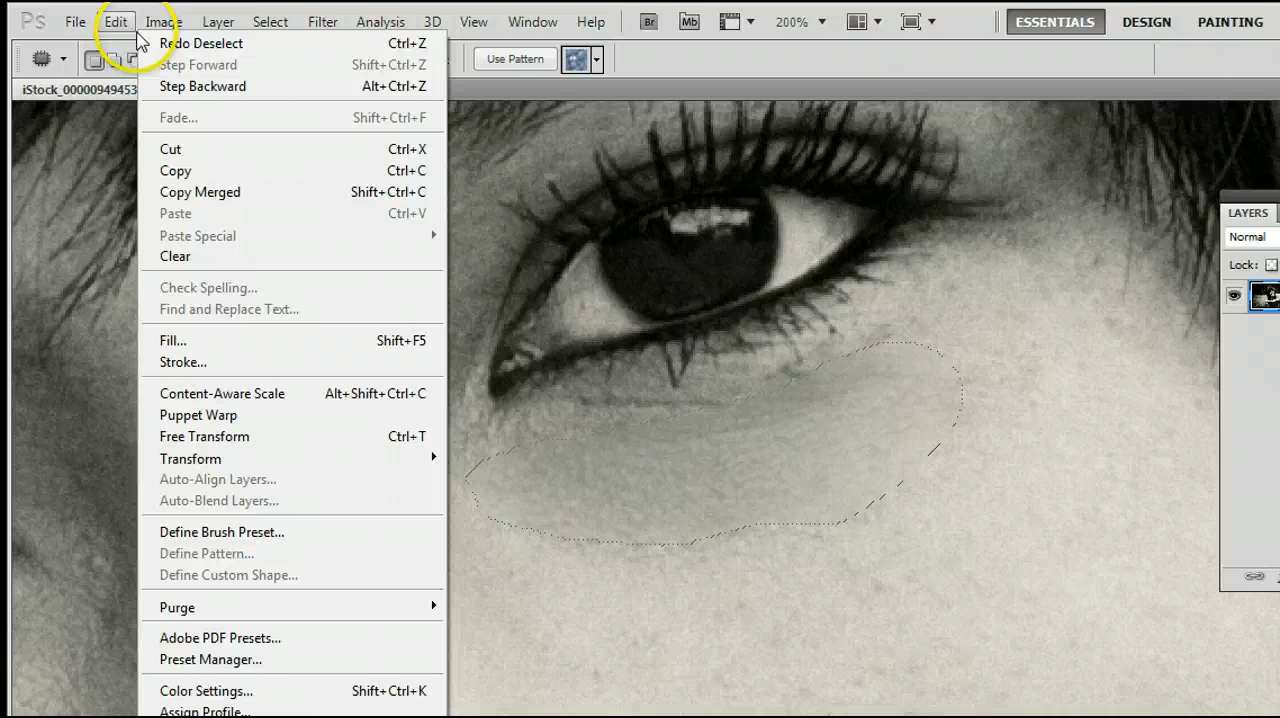 Ps File Edit Image Layer Select Filter Analysis 3D View Window Help Br Mb 200% ESSENTIALS DESIGN PAINTING
Use Pattern
iStock_00000949453
Redo Deselect Ctrl+Z
Step Forward Shift+Ctrl+Z
Step Backward Alt+Ctrl+Z
Fade... Shift+Ctrl+F
Cut Ctrl+X
Copy Ctrl+C
Copy Merged Shift+Ctrl+C
Paste Ctrl+V
Paste Special
Clear
Check Spelling...
Find and Replace Text...
Fill... Shift+F5
Stroke...
Content-Aware Scale Alt+Shift+Ctrl+C
Puppet Warp
Free Transform Ctrl+T
Transform
Auto-Align Layers...
Auto-Blend Layers...
Define Brush Preset...
Define Pattern...
Define Custom Shape...
Purge
Adobe PDF Presets...
Preset Manager...
Color Settings... Shift+Ctrl+K
Assign Profile...
LAYERS
Normal
Lock: